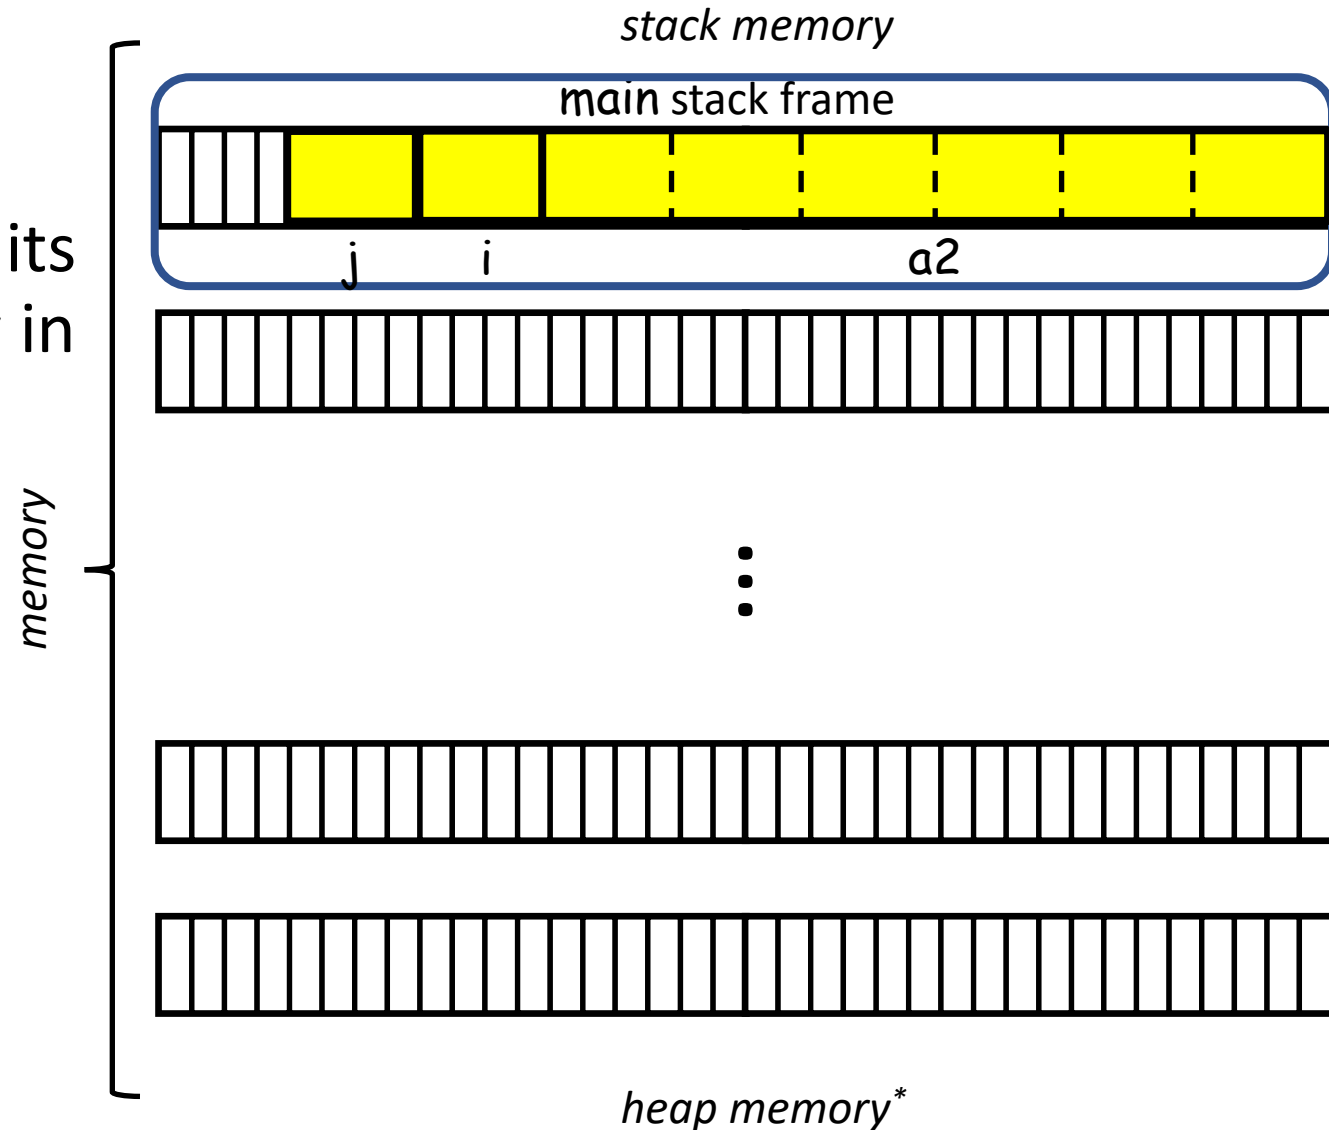 stack memory
main stack frame
j i a2
its
in
memory
heap memory*